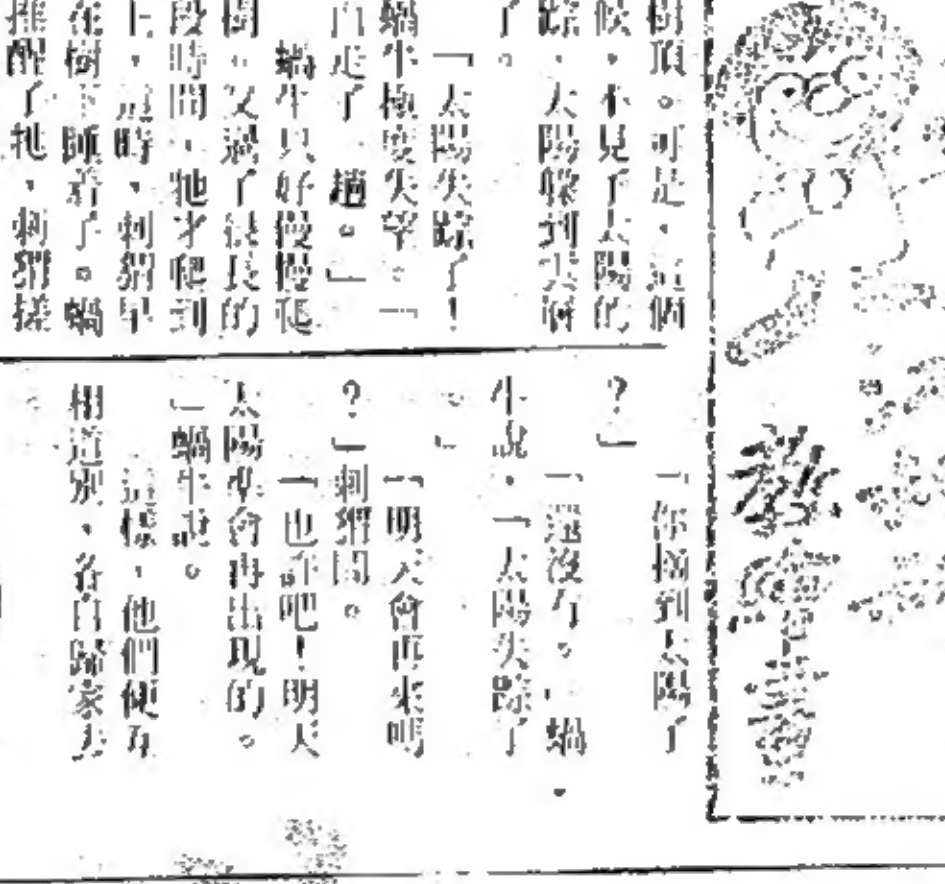 樹頂。可是，這個
候，不見了太陽的
踪，太陽躲到
了。
「太陽失踪了！
蝸牛極度失望。「
白走了一趟。」
蝸牛只好慢慢爬
樹。又過了很長的
段時間，牠才爬到
上，這時，刺猬早
在樹下睡着了。蝸
推醒了牠，刺猬揉
「你摘到太陽了
？」
「還沒有。」蝸
牛說，「太陽失踪了
。」
「明天會再來嗎
？」刺猬問。
「也許吧！明天
太陽準會再出現的。
」蝸牛說。
這樣，他們便互
相道別，各自歸家去
。